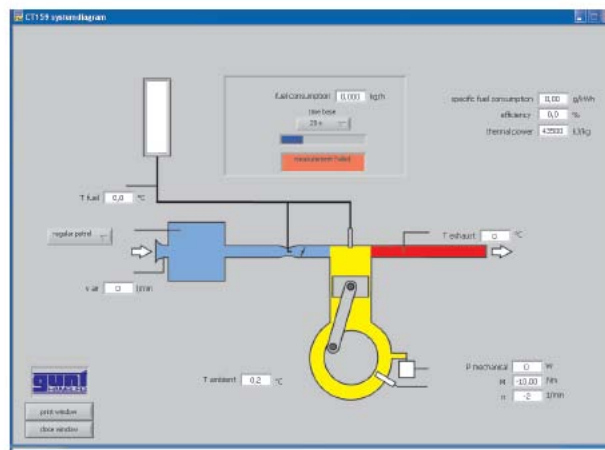 CT159 systemdiagram
fuel consumption 0,000 kg/h
time base
20 s
measurement halted
specific fuel consumption 0,00 g/kWh
efficiency 0,0 %
thermal power 43500 kJ/kg
T fuel 0,0 °C
regular petrol
v air 0 l/min
T exhaust 0 °C
T ambient 0,2 °C
P mechanical 0 W
M -10,00 Nm
n -2 1/min
gunt
HAMBURG
print window
close window